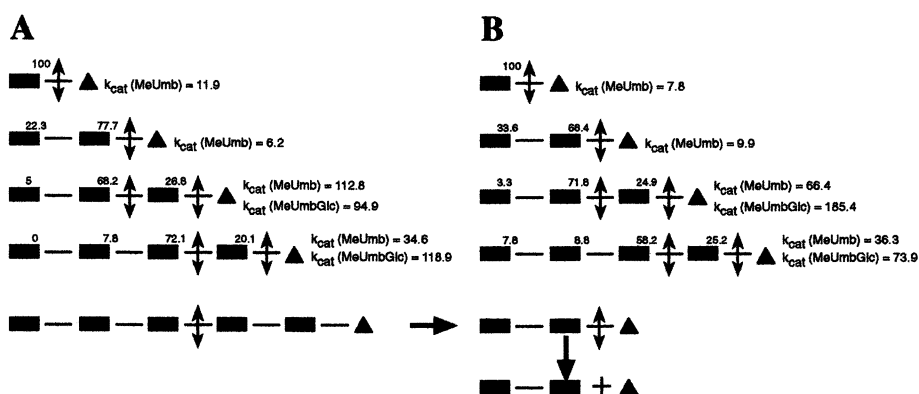 A
100
kcat (MeUmb) = 11.9
22.3 77.7
kcat (MeUmb) = 6.2
5 68.2 26.8
kcat (MeUmb) = 112.8
kcat (MeUmbGlc) = 94.9
0 7.8 72.1 20.1
kcat (MeUmb) = 34.6
kcat (MeUmbGlc) = 118.9
B
100
kcat (MeUmb) = 7.8
33.6 66.4
kcat (MeUmb) = 9.9
3.3 71.8 24.9
kcat (MeUmb) = 66.4
kcat (MeUmbGlc) = 185.4
7.8 8.8 58.2 25.2
kcat (MeUmb) = 36.3
kcat (MeUmbGlc) = 73.9
+